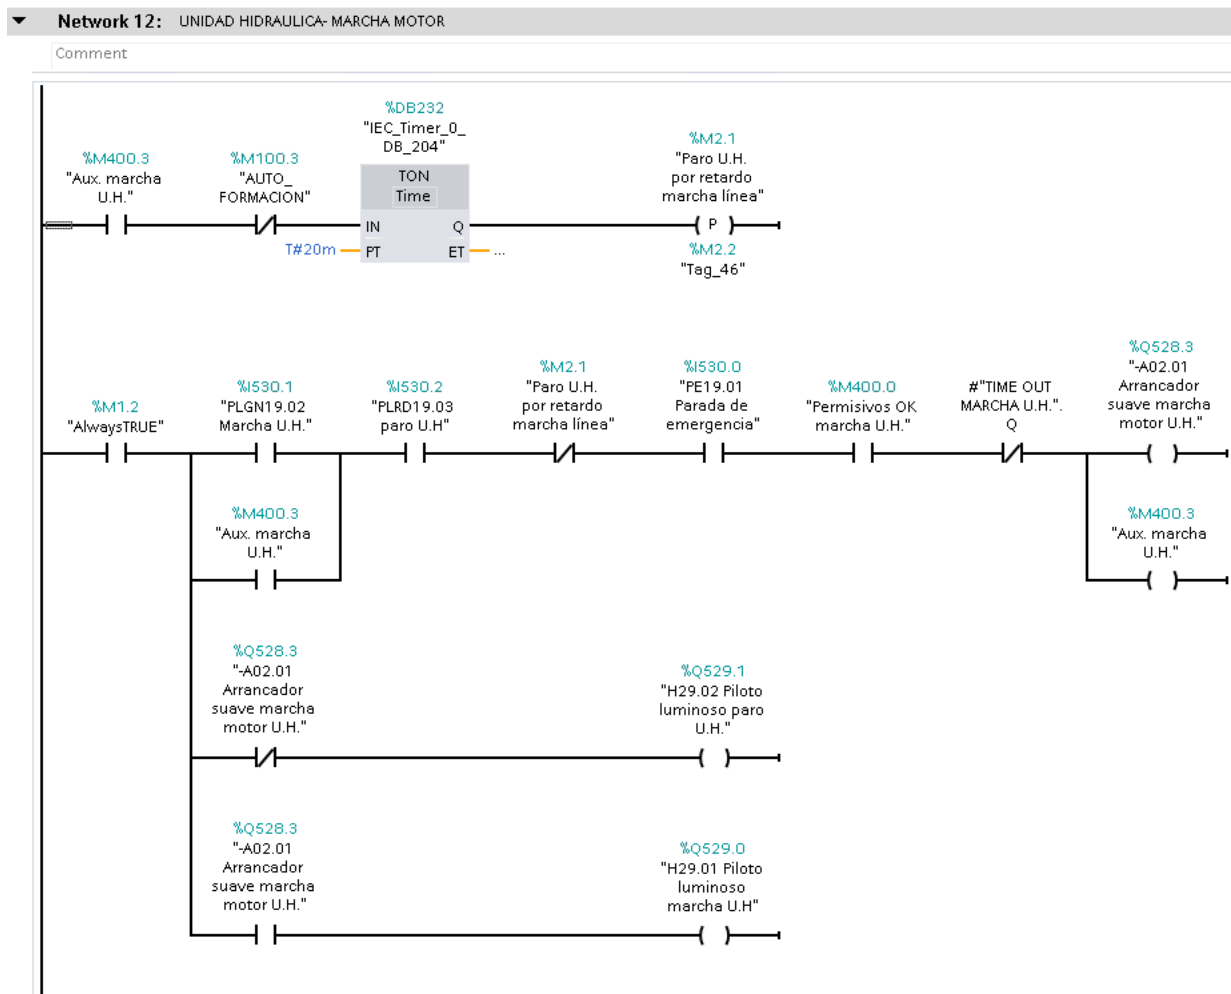 Network 12: UNIDAD HIDRAULICA- MARCHA MOTOR
Comment
%M400.3
"Aux. marcha
U.H."
%M100.3
"AUTO_
FORMACION"
%DB232
"IEC_Timer_0_
DB_204"
TON
Time
IN
Q
T#20m
PT
ET
...
%M2.1
"Paro U.H.
por retardo
marcha línea"
P
%M2.2
"Tag_46"
%M1.2
"AlwaysTRUE"
%I530.1
"PLGN19.02
Marcha U.H."
%I530.2
"PLRD19.03
paro U.H"
%M2.1
"Paro U.H.
por retardo
marcha línea"
%I530.0
"PE19.01
Parada de
emergencia"
%M400.0
"Permisivos OK
marcha U.H."
#"TIME OUT
MARCHA U.H.".
Q
%Q528.3
"-A02.01
Arrancador
suave marcha
motor U.H."
%M400.3
"Aux. marcha
U.H."
%M400.3
"Aux. marcha
U.H."
%Q528.3
"-A02.01
Arrancador
suave marcha
motor U.H."
%Q529.1
"H29.02 Piloto
luminoso paro
U.H."
%Q528.3
"-A02.01
Arrancador
suave marcha
motor U.H."
%Q529.0
"H29.01 Piloto
luminoso
marcha U.H"